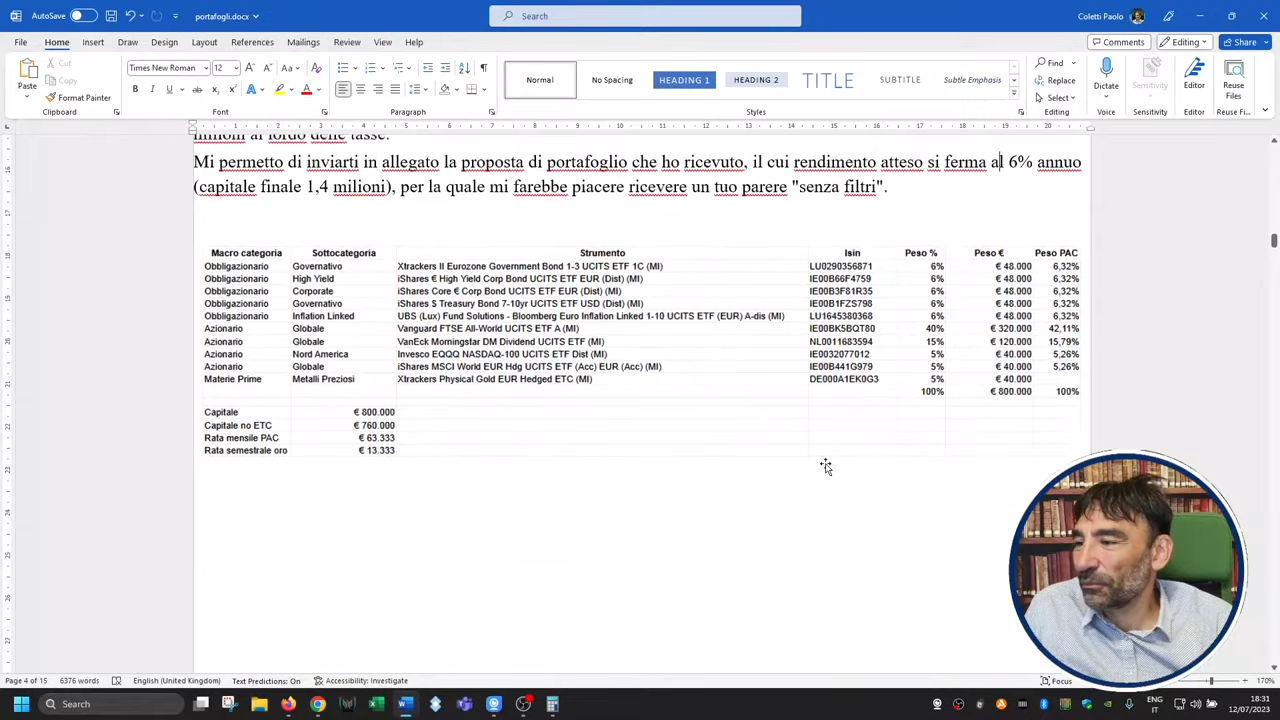 AutoSave Off portafogli.docx Search Coletti Paolo
File Home Insert Draw Design Layout References Mailings Review View Help Comments Editing Share
Paste Cut Copy Format Painter Times New Roman 12 Normal No Spacing HEADING 1 HEADING 2 TITLE SUBTITLE Subtle Emphasis Find Replace Select Dictate Sensitivity Editor Reuse Files
Clipboard Font Paragraph Styles Editing Voice Sensitivity Editor Reuse Files
milioni al lordo delle tasse.
Mi permetto di inviarti in allegato la proposta di portafoglio che ho ricevuto, il cui rendimento atteso si ferma al 6% annuo
(capitale finale 1,4 milioni), per la quale mi farebbe piacere ricevere un tuo parere "senza filtri".
Macro categoria Sottocategoria Strumento Isin Peso % Peso € Peso PAC
Obbligazionario Governativo Xtrackers II Eurozone Government Bond 1-3 UCITS ETF 1C (MI) LU0290356871 6% € 48.000 6,32%
Obbligazionario High Yield iShares € High Yield Corp Bond UCITS ETF EUR (Dist) (MI) IE00B66F4759 6% € 48.000 6,32%
Obbligazionario Corporate iShares Core € Corp Bond UCITS ETF EUR (Dist) (MI) IE00B3F81R35 6% € 48.000 6,32%
Obbligazionario Governativo iShares $ Treasury Bond 7-10yr UCITS ETF USD (Dist) (MI) IE00B1FZS798 6% € 48.000 6,32%
Obbligazionario Inflation Linked UBS (Lux) Fund Solutions - Bloomberg Euro Inflation Linked 1-10 UCITS ETF (EUR) A-dis (MI) LU1645380368 6% € 48.000 6,32%
Azionario Globale Vanguard FTSE All-World UCITS ETF A (MI) IE00BK5BQT80 40% € 320.000 42,11%
Azionario Globale VanEck Morningstar DM Dividend UCITS ETF (MI) NL0011683594 15% € 120.000 15,79%
Azionario Nord America Invesco EQQQ NASDAQ-100 UCITS ETF Dist (MI) IE0032077012 5% € 40.000 5,26%
Azionario Globale iShares MSCI World EUR Hdg UCITS ETF (Acc) EUR (Acc) (MI) IE00B441G979 5% € 40.000 5,26%
Materie Prime Metalli Preziosi Xtrackers Physical Gold EUR Hedged ETC (MI) DE000A1EK0G3 5% € 40.000
100% € 800.000 100%
Capitale € 800.000
Capitale no ETC € 760.000
Rata mensile PAC € 63.333
Rata semestrale oro € 13.333
Page 4 of 15 6376 words English (United Kingdom) Text Predictions: On Accessibility: Investigate Focus 170%
Search ENG IT 18:31 12/07/2023